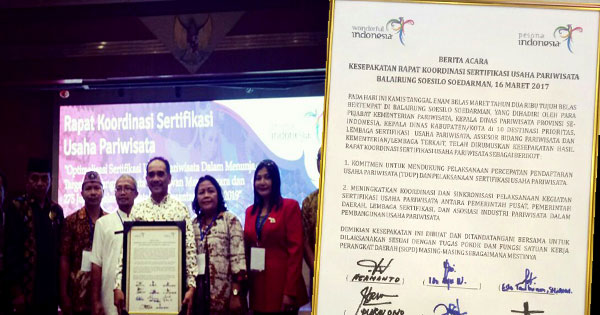 Rapat Koordinasi Sertifikasi
Usaha Pariwisata
wonderful
indonesia
pesona
indonesia
BERITA ACARA
KESEPAKATAN RAPAT KOORDINASI SERTIFIKASI USAHA PARIWISATA
BALAIRUNG SOESILO SOEDARMAN, 16 MARET 2017
PADA HARI INI KAMIS TANGGAL ENAM BELAS MARET TAHUN DUA RIBU TUJUH BELAS
BERTEMPAT DI BALAIRUNG SOESILO SOEDARMAN, YANG DIHADIRI OLEH PARA
PEJABAT KEMENTERIAN PARIWISATA, KEPALA DINAS PARIWISATA PROVINSI SE-
INDONESIA, KEPALA DINAS KABUPATEN/KOTA DI 10 DESTINASI PRIORITAS,
LEMBAGA SERTIFIKASI USAHA PARIWISATA, ASESOR BIDANG PARIWISATA DAN
KEMENTERIAN/LEMBAGA TERKAIT, TELAH DIRUMUSKAN KESEPAKATAN HASIL
RAPAT KOORDINASI SERTIFIKASI USAHA PARIWISATA SEBAGAI BERIKUT:
1. KOMITMEN UNTUK MENDUKUNG PELAKSANAAN PERCEPATAN PENDAFTARAN
USAHA PARIWISATA (TDUP) DAN PELAKSANAAN SERTIFIKASI USAHA PARIWISATA.
2. MENINGKATKAN KOORDINASI DAN SINKRONISASI PELAKSANAAN KEGIATAN
SERTIFIKASI USAHA PARIWISATA ANTARA PEMERINTAH PUSAT, PEMERINTAH
DAERAH, LEMBAGA SERTIFIKASI, DAN ASOSIASI INDUSTRI PARIWISATA DALAM
PEMBANGUNAN USAHA PARIWISATA
DEMIKIAN KESEPAKATAN INI DIBUAT DAN DITANDATANGANI BERSAMA UNTUK
DILAKSANAKAN SESUAI DENGAN TUGAS POKOK DAN FUNGSI SATUAN KERJA
PERANGKAT DAERAH (SKPD) MASING-MASING SEBAGAIMANA MESTINYA